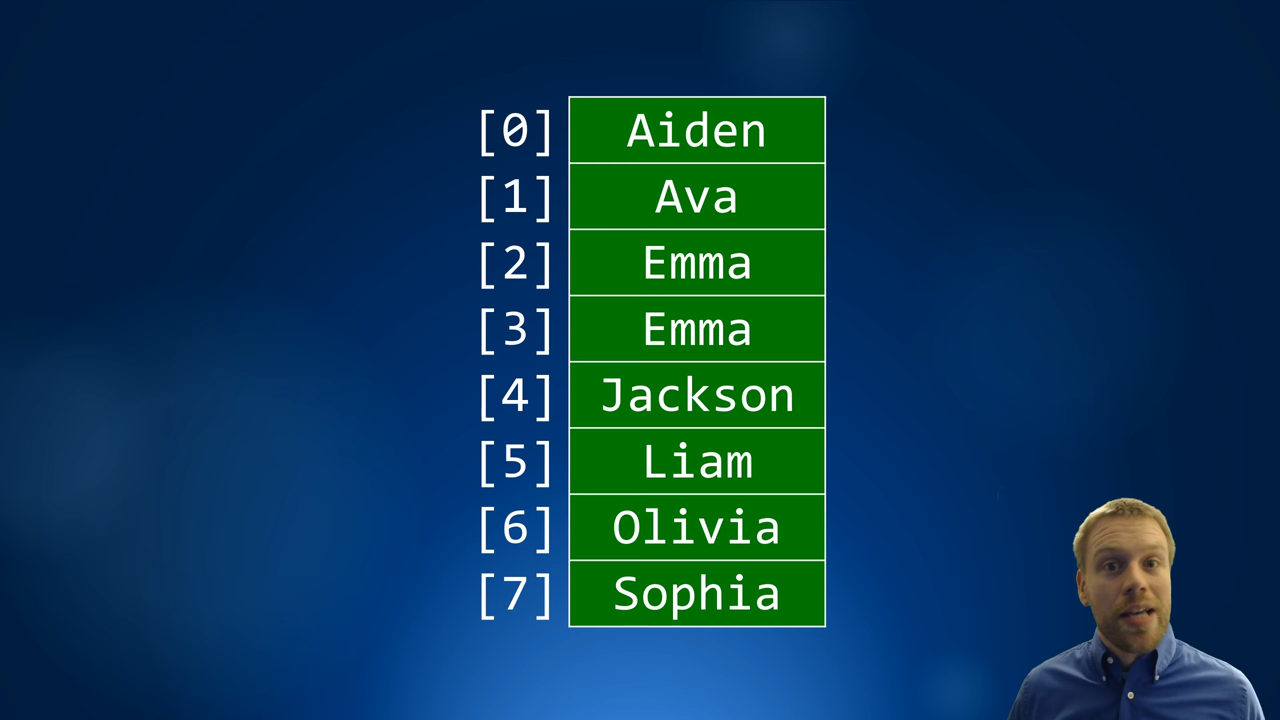 [0] Aiden
[1] Ava
[2] Emma
[3] Emma
[4] Jackson
[5] Liam
[6] Olivia
[7] Sophia